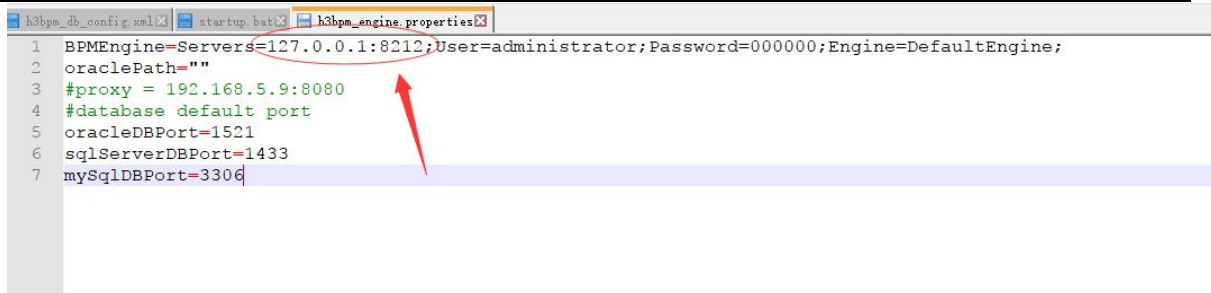 h3bpm_db_config.xml startup.bat h3bpm_engine.properties
1 BPMEngine=Servers=127.0.0.1:8212;User=administrator;Password=000000;Engine=DefaultEngine;
2 oraclePath=""
3 #proxy = 192.168.5.9:8080
4 #database default port
5 oracleDBPort=1521
6 sqlServerDBPort=1433
7 mySqlDBPort=3306